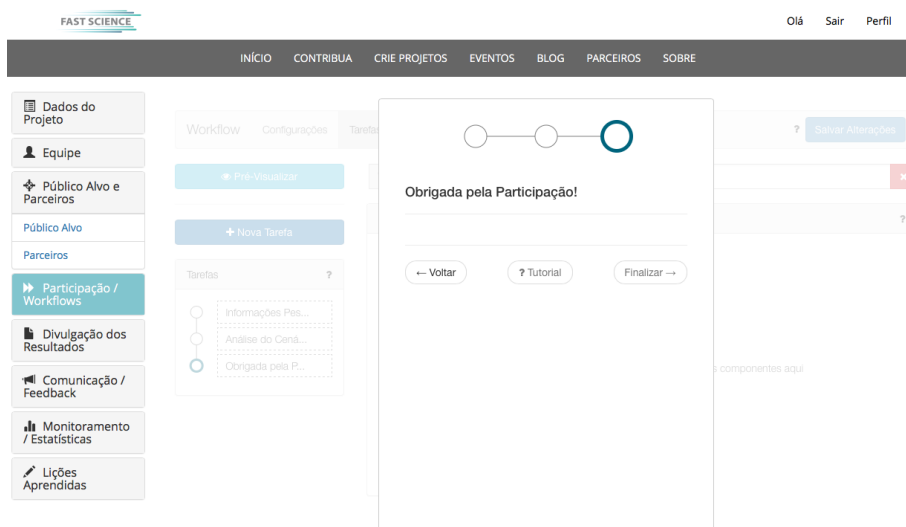 FAST SCIENCE
Olá Sair Perfil
INÍCIO CONTRIBUA CRIE PROJETOS EVENTOS BLOG PARCEIROS SOBRE
Dados do
Projeto
Equipe
Público Alvo e
Parceiros
Público Alvo
Parceiros
Participação /
Workflows
Divulgação dos
Resultados
Comunicação /
Feedback
Monitoramento
/ Estatísticas
Lições
Aprendidas
Workflow Configurações Tarefas
? Salvar Alterações
Pré-Visualizar
+ Nova Tarefa
?
Tarefas ?
Informações Pes...
Análise do Cená...
Obrigada pela P...
Obrigada pela Participação!
← Voltar ? Tutorial Finalizar →
componentes aqui